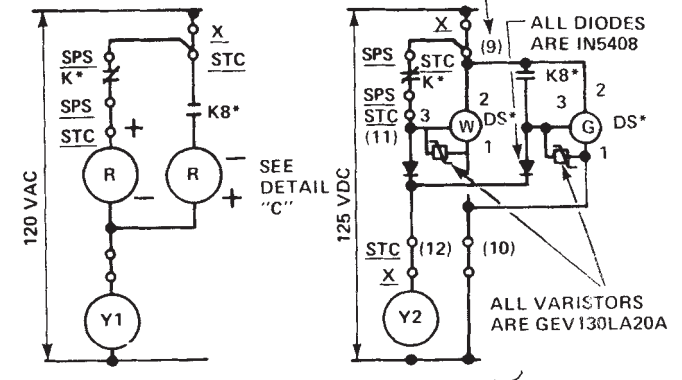 120 VAC
X
SPS
K*
STC
SPS
STC
+
K8*
R
R
-
-
+
SEE
DETAIL
"C"
Y1
125 VDC
X
(9)
ALL DIODES
ARE IN5408
SPS
STC
K*
K8*
SPS
STC
(11)
3
2
W
DS*
1
3
2
G
DS*
1
STC
(12)
(10)
X
Y2
ALL VARISTORS
ARE GEV130LA20A